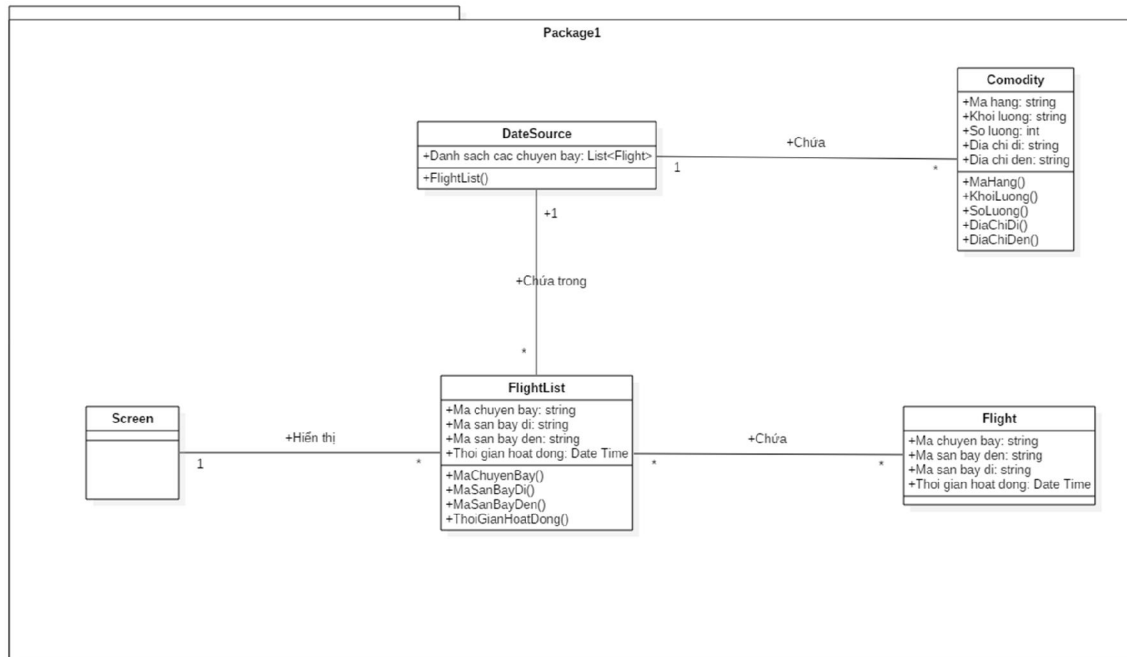 Package1
Comodity
+Ma hang: string
+Khoi luong: string
+So luong: int
+Dia chi di: string
+Dia chi den: string
+MaHang()
+KhoiLuong()
+SoLuong()
+DiaChiDi()
+DiaChiDen()
DateSource
+Danh sach cac chuyen bay: List<Flight>
+FlightList()
+Chứa
1
*
+1
+Chứa trong
*
FlightList
+Ma chuyen bay: string
+Ma san bay di: string
+Ma san bay den: string
+Thoi gian hoat dong: Date Time
+MaChuyenBay()
+MaSanBayDi()
+MaSanBayDen()
+ThoiGianHoatDong()
Screen
+Hiển thị
1
*
+Chứa
*
*
Flight
+Ma chuyen bay: string
+Ma san bay den: string
+Ma san bay di: string
+Thoi gian hoat dong: Date Time